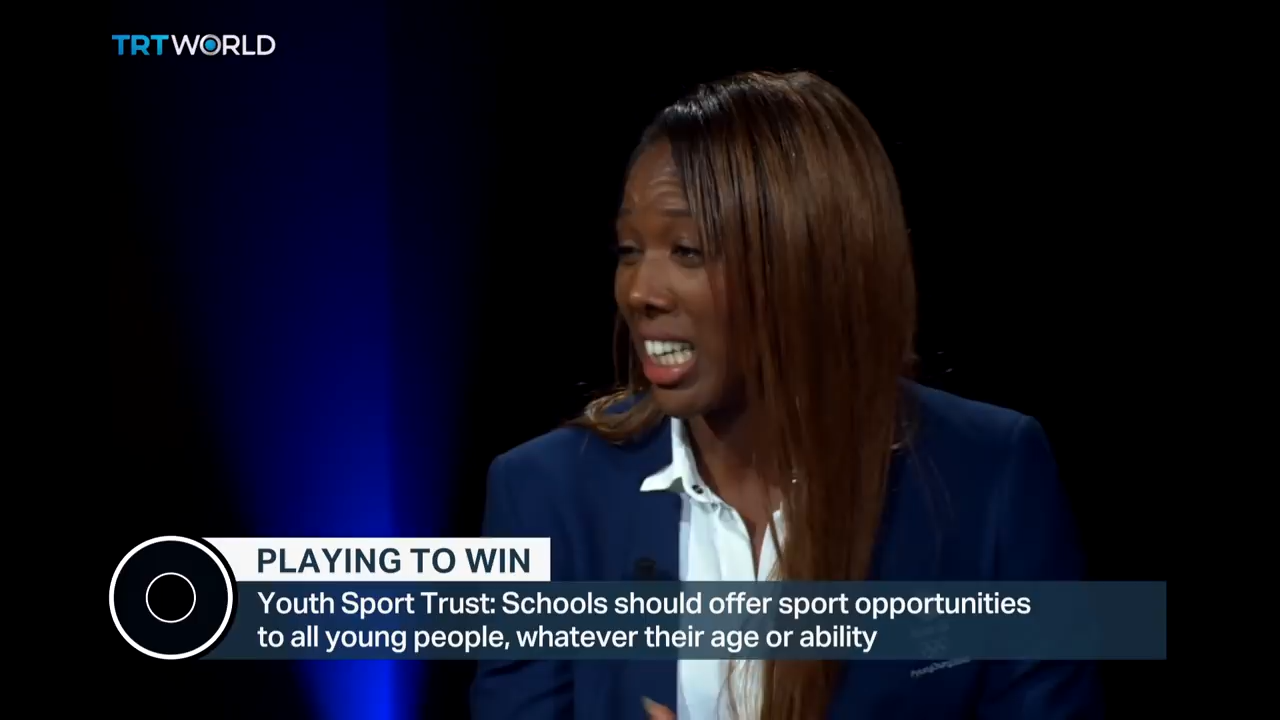 TRTWORLD
PLAYING TO WIN
Youth Sport Trust: Schools should offer sport opportunities
to all young people, whatever their age or ability